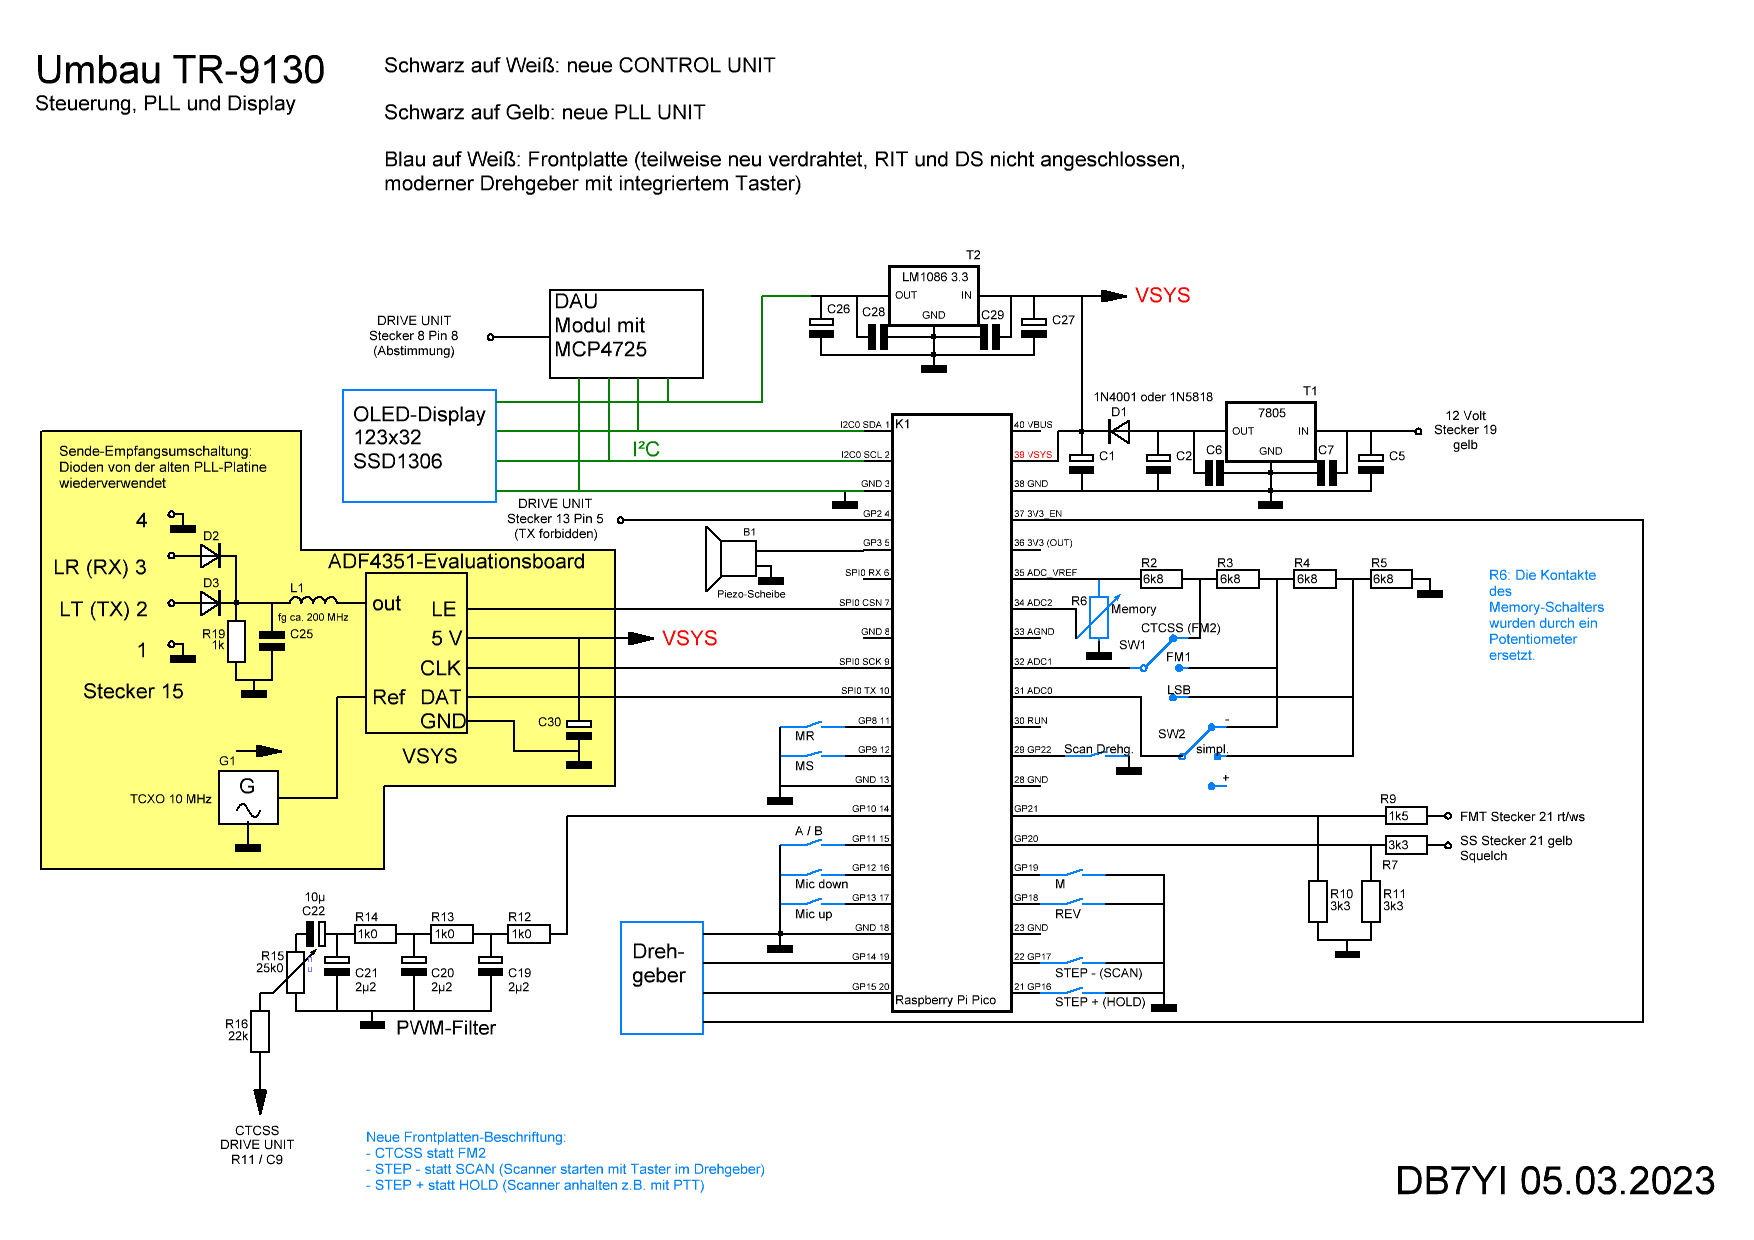 Umbau TR-9130
Steuerung, PLL und Display
Schwarz auf Weiß: neue CONTROL UNIT
Schwarz auf Gelb: neue PLL UNIT
Blau auf Weiß: Frontplatte (teilweise neu verdrahtet, RIT und DS nicht angeschlossen,
moderner Drehgeber mit integriertem Taster)
T2
LM1086 3.3
OUT
IN
GND
C26
C28
C29
C27
VSYS
DAU
Modul mit
MCP4725
DRIVE UNIT
Stecker 8 Pin 8
(Abstimmung)
OLED-Display
123x32
SSD1306
I²C
1N4001 oder 1N5818
D1
T1
7805
OUT
IN
GND
C1
C2
C6
C7
C5
12 Volt
Stecker 19
gelb
DRIVE UNIT
Stecker 13 Pin 5
(TX forbidden)
B1
Piezo-Scheibe
K1
Raspberry Pi Pico
I2C0 SDA 1
I2C0 SCL 2
GND 3
GP2 4
GP3 5
SPI0 RX 6
SPI0 CSN 7
GND 8
SPI0 SCK 9
SPI0 TX 10
GP8 11
GP9 12
GND 13
GP10 14
GP11 15
GP12 16
GP13 17
GND 18
GP14 19
GP15 20
40 VBUS
39 VSYS
38 GND
37 3V3_EN
36 3V3 (OUT)
35 ADC_VREF
34 ADC2
33 AGND
32 ADC1
31 ADC0
30 RUN
29 GP22
28 GND
GP21
GP20
GP19
GP18
23 GND
22 GP17
21 GP16
Sende-Empfangsumschaltung:
Dioden von der alten PLL-Platine
wiederverwendet
4
LR (RX) 3
LT (TX) 2
1
Stecker 15
D2
D3
L1
fg ca. 200 MHz
R19
1k
C25
ADF4351-Evaluationsboard
out
LE
5 V
CLK
Ref
DAT
GND
VSYS
VSYS
C30
G1
G
TCXO 10 MHz
MR
MS
A / B
Mic down
Mic up
R2
6k8
R3
6k8
R4
6k8
R5
6k8
R6
Memory
CTCSS (FM2)
SW1
FM1
LSB
SW2
-
simpl.
+
Scan Drehg.
R6: Die Kontakte
des
Memory-Schalters
wurden durch ein
Potentiometer
ersetzt.
R9
1k5
FMT Stecker 21 rt/ws
3k3
R7
SS Stecker 21 gelb
Squelch
R10
3k3
R11
3k3
M
REV
STEP - (SCAN)
STEP + (HOLD)
Dreh-
geber
10µ
C22
R14
1k0
R13
1k0
R12
1k0
R15
25k0
C21
2µ2
C20
2µ2
C19
2µ2
PWM-Filter
R16
22k
CTCSS
DRIVE UNIT
R11 / C9
Neue Frontplatten-Beschriftung:
- CTCSS statt FM2
- STEP - statt SCAN (Scanner starten mit Taster im Drehgeber)
- STEP + statt HOLD (Scanner anhalten z.B. mit PTT)
DB7YI 05.03.2023